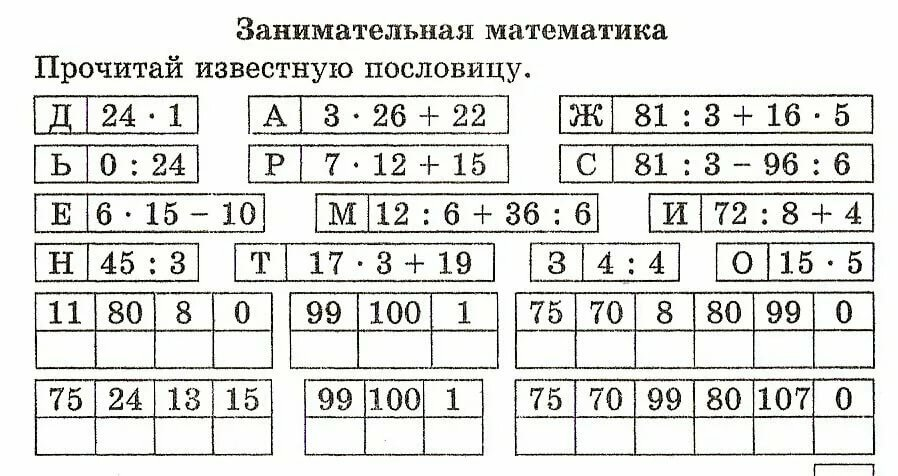 Занимательная математика
Прочитай известную пословицу.
Д 24 · 1 А 3 · 26 + 22 Ж 81 : 3 + 16 · 5
Ь 0 : 24 Р 7 · 12 + 15 С 81 : 3 – 96 : 6
Е 6 · 15 – 10 М 12 : 6 + 36 : 6 И 72 : 8 + 4
Н 45 : 3 Т 17 · 3 + 19 З 4 : 4 О 15 · 5
11 80 8 0 99 100 1 75 70 8 80 99 0
75 24 13 15 99 100 1 75 70 99 80 107 0